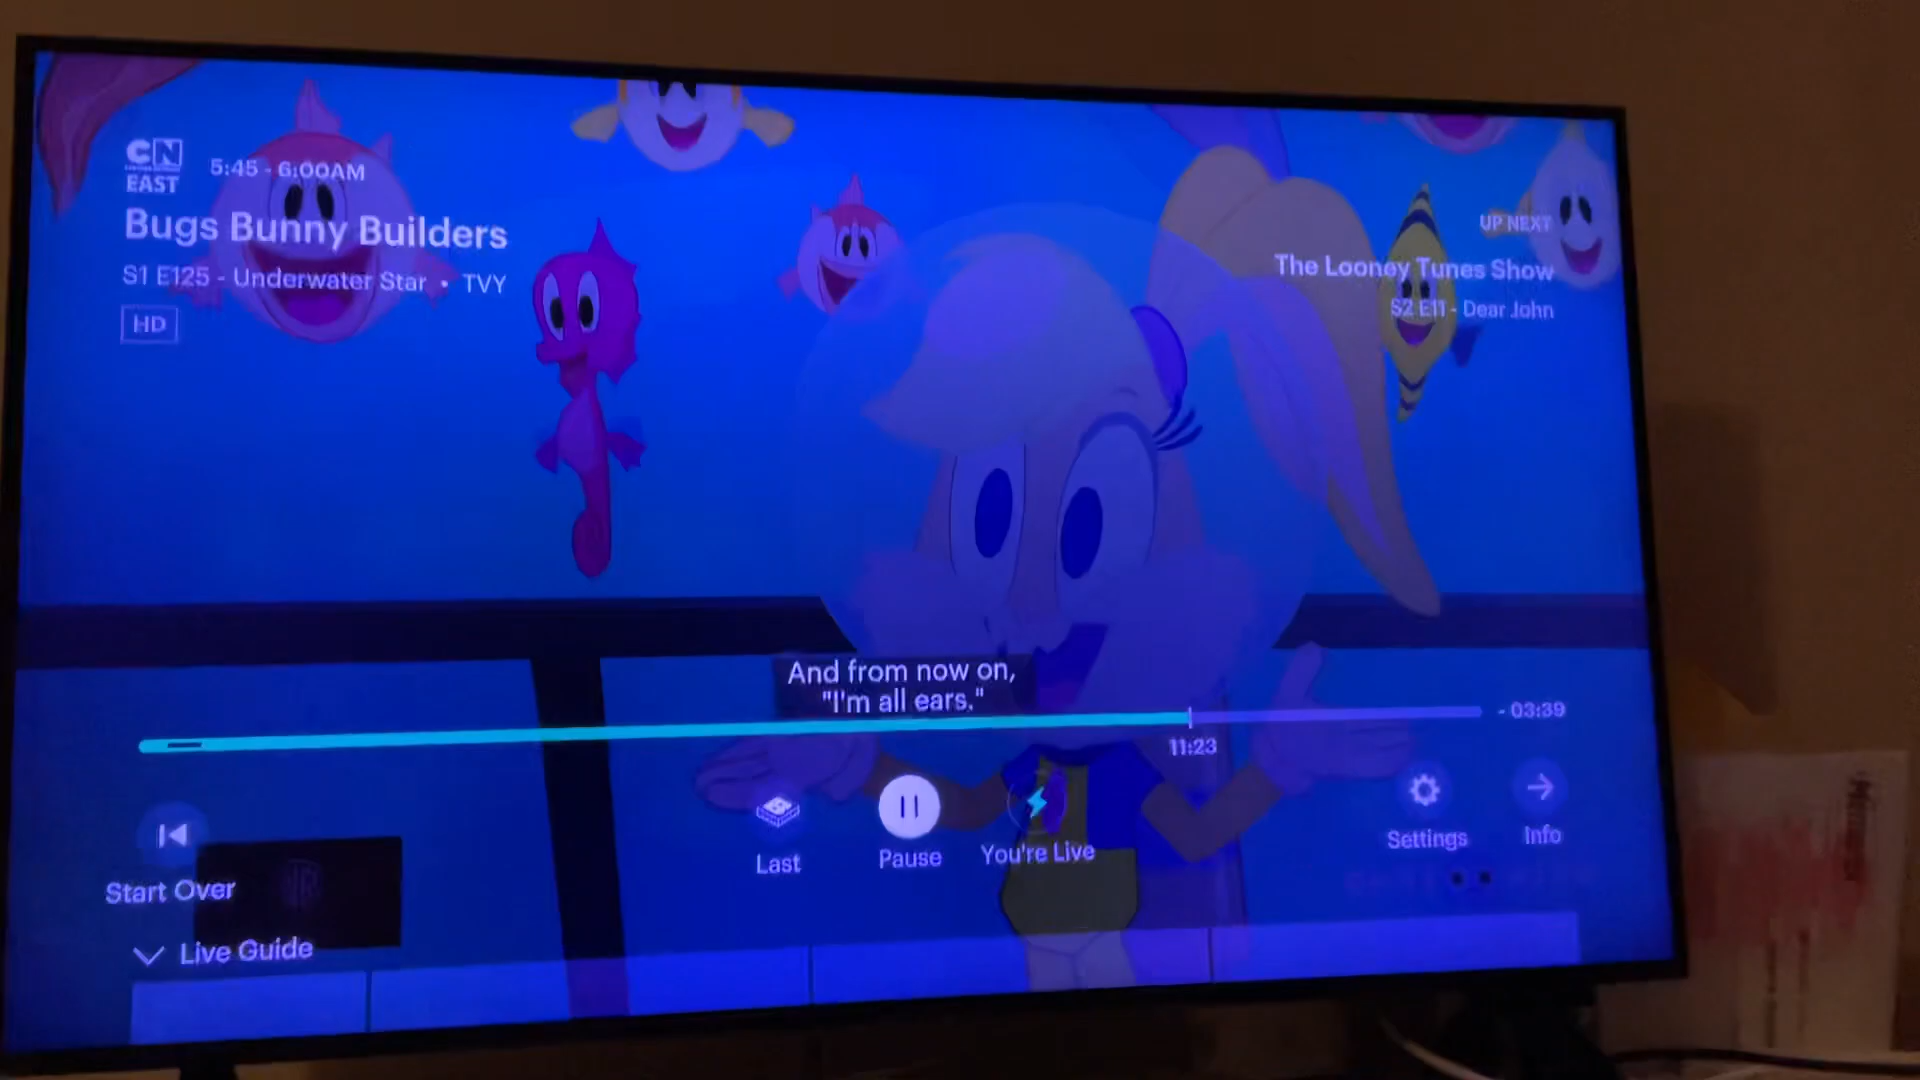 CN
EAST
5:45 - 6:00AM
Bugs Bunny Builders
S1 E125 - Underwater Star • TVY
HD
UP NEXT
The Looney Tunes Show
S2 E11 - Dear John
And from now on,
"I'm all ears."
- 03:39
11:23
Start Over
Last
Pause
You're Live
Settings
Info
Live Guide